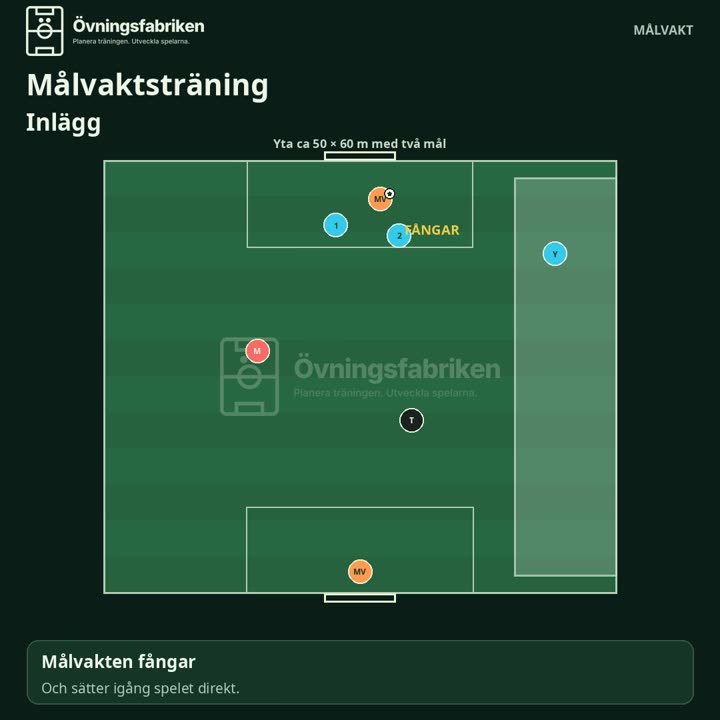 Övningsfabriken
Planera träningen. Utveckla spelarna.
MÅLVAKT
Målvaktsträning
Inlägg
Yta ca 50 × 60 m med två mål
MV
1
2
FÅNGAR
Y
M
Övningsfabriken
Planera träningen. Utveckla spelarna.
T
MV
Målvakten fångar
Och sätter igång spelet direkt.